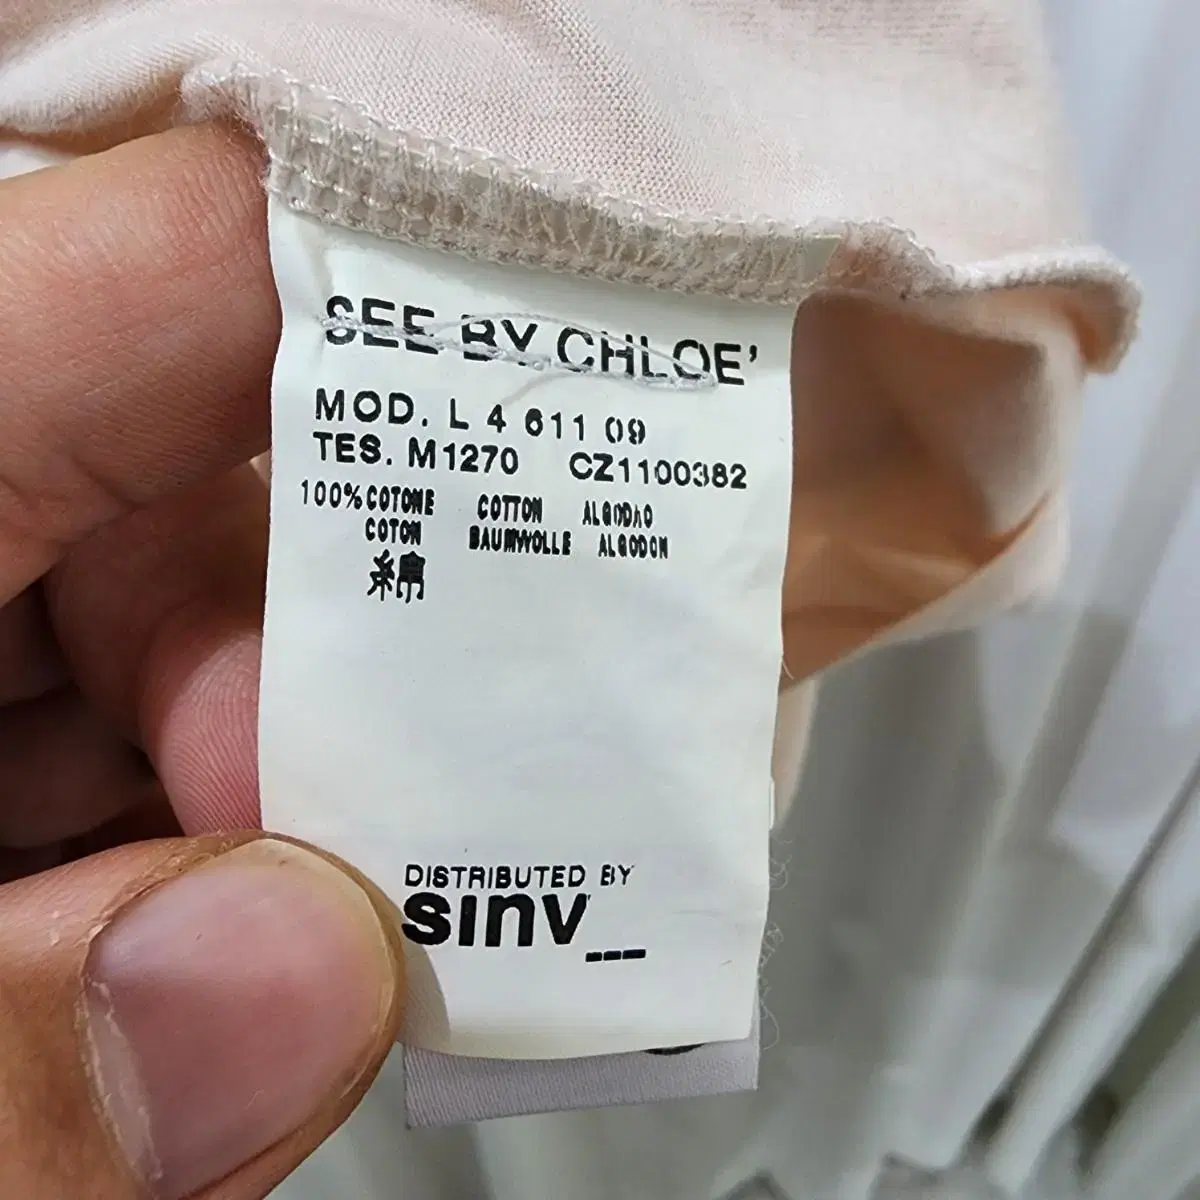 SEE BY CHLOE'
MOD. L 4 611 09
TES. M1270 CZ1100382
100%COTONE COTTON ALGODAO
COTON BAUMWOLLE ALGODON
綿
DISTRIBUTED BY
sinv___